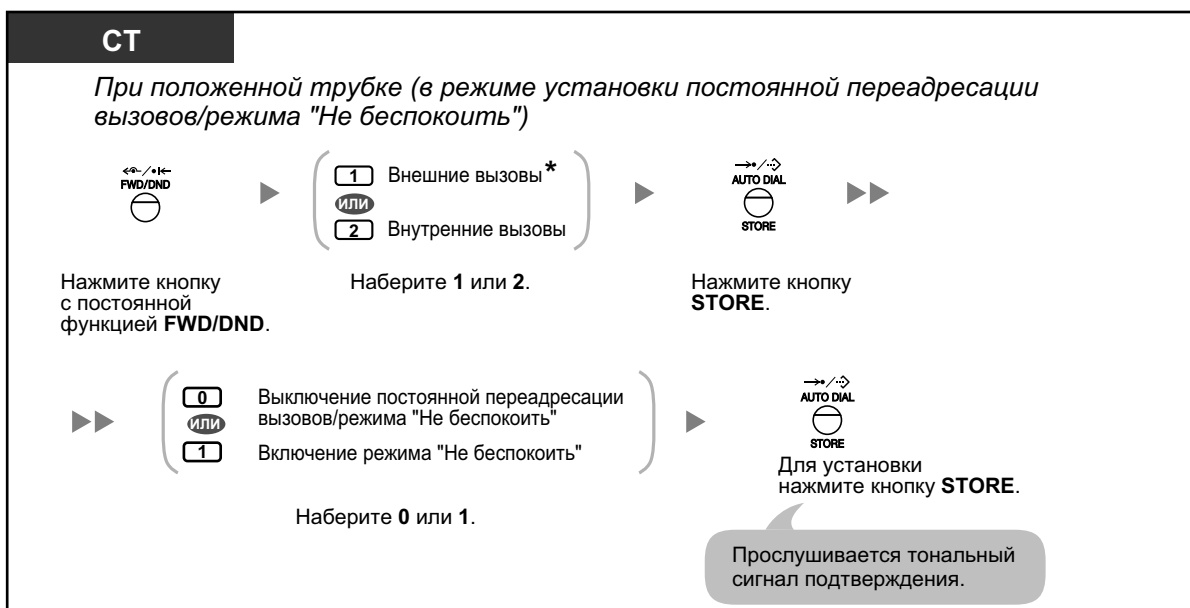 СТ
При положенной трубке (в режиме установки постоянной переадресации
вызовов/режима "Не беспокоить")
FWD/DND
1 Внешние вызовы*
или
2 Внутренние вызовы
AUTO DIAL
STORE
Нажмите кнопку
с постоянной
функцией FWD/DND.
Наберите 1 или 2.
Нажмите кнопку
STORE.
0 Выключение постоянной переадресации
или вызовов/режима "Не беспокоить"
1 Включение режима "Не беспокоить"
Наберите 0 или 1.
AUTO DIAL
STORE
Для установки
нажмите кнопку STORE.
Прослушивается тональный
сигнал подтверждения.